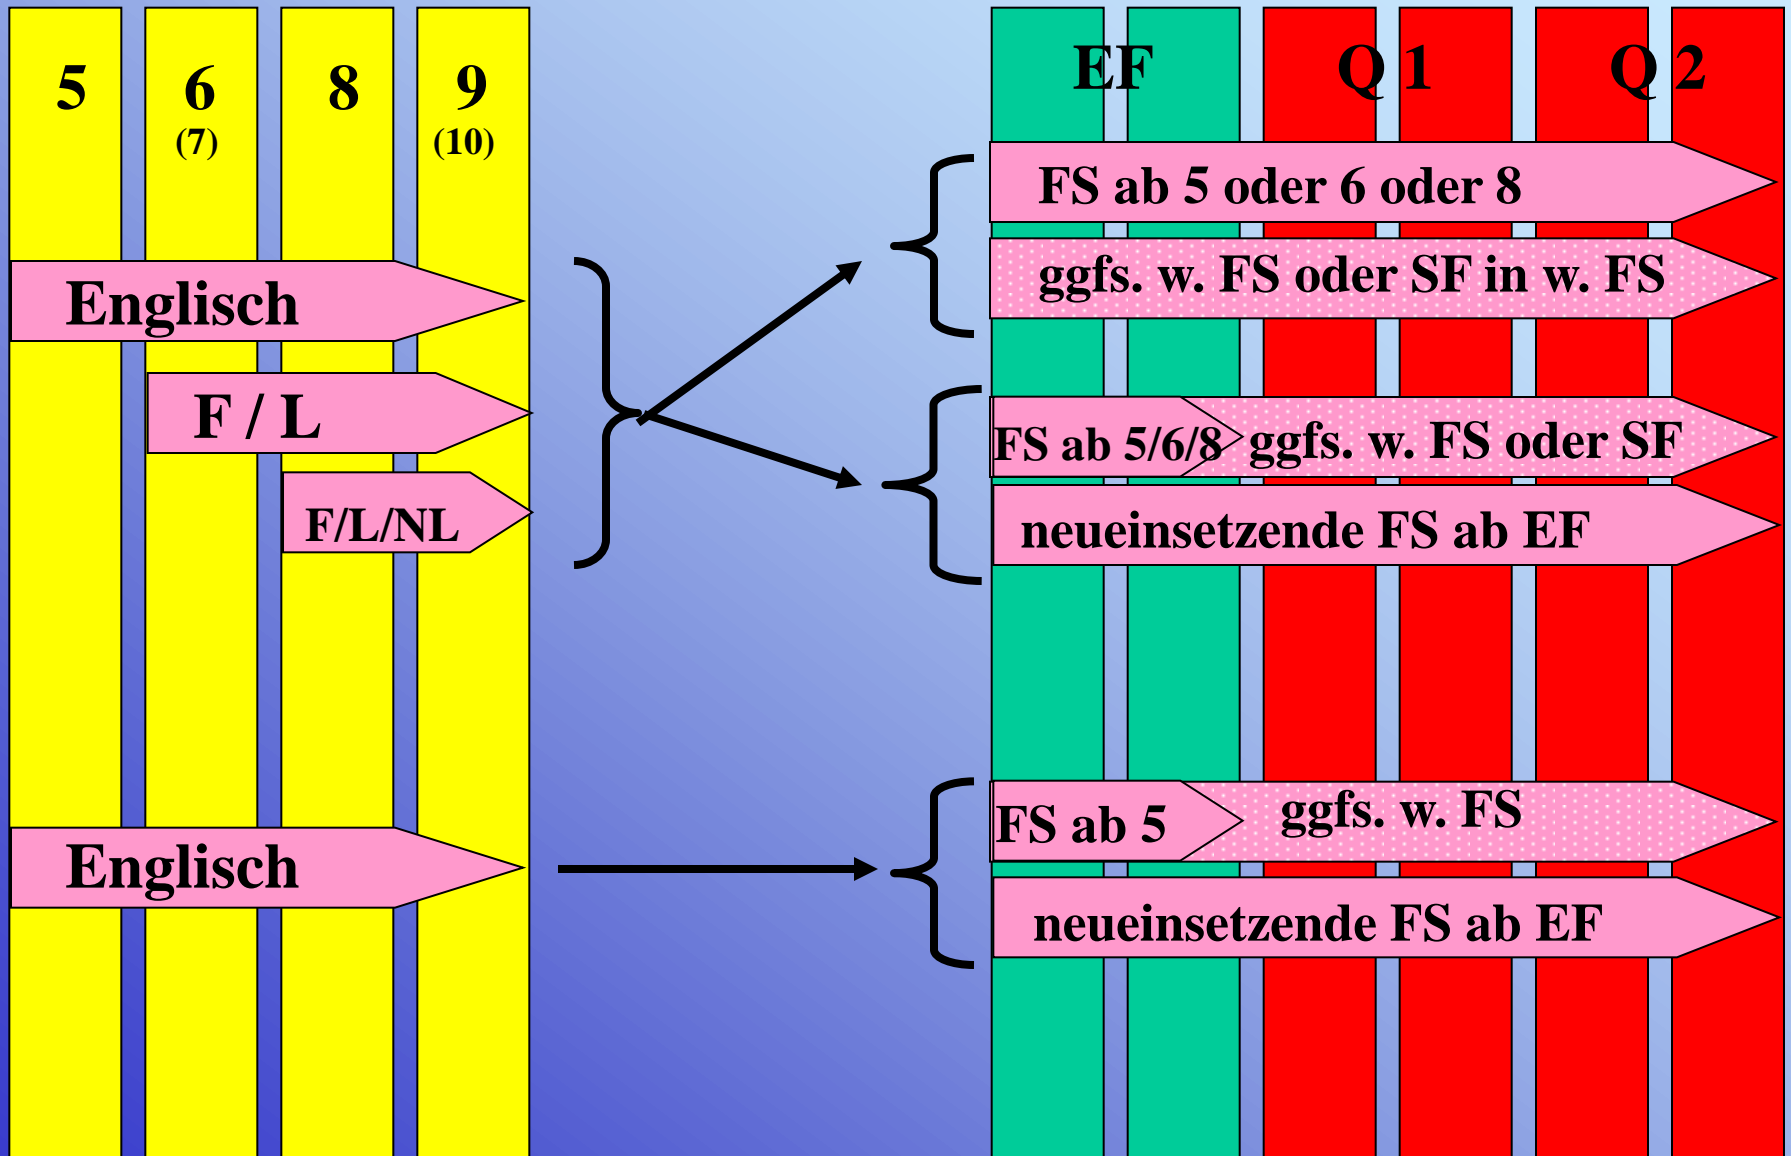 5
6
(7)
8
9
(10)
EF
Q 1
Q 2
Englisch
F / L
F/L/NL
FS ab 5 oder 6 oder 8
ggfs. w. FS oder SF in w. FS
FS ab 5/6/8
ggfs. w. FS oder SF
neueinsetzende FS ab EF
Englisch
FS ab 5
ggfs. w. FS
neueinsetzende FS ab EF